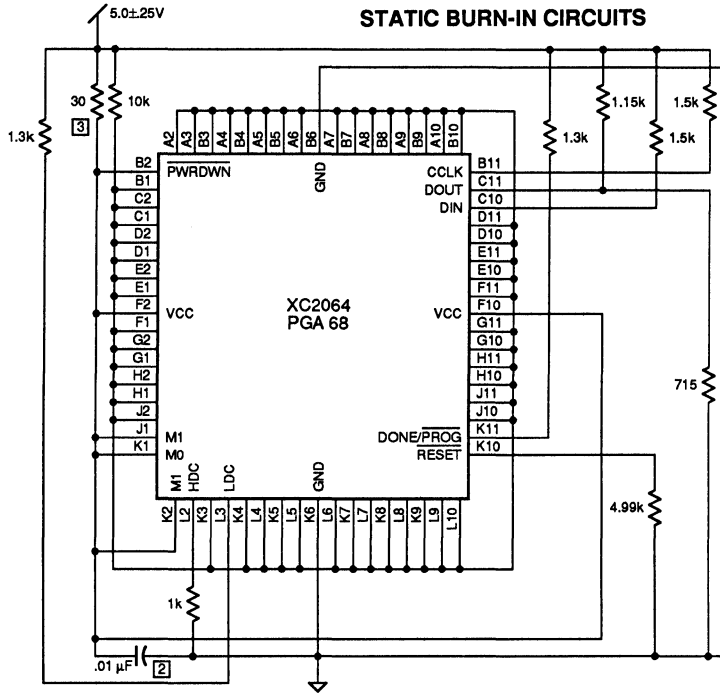 5.0±.25V
STATIC BURN-IN CIRCUITS
30
3
10k
1.3k
1.3k
1.15k
1.5k
1.5k
A2 A3 B3 A4 B4 A5 B5 A6 B6 A7 B7 A8 B8 A9 B9 A10 B10
B2 PWRDWN GND CCLK B11
B1 DOUT C11
C2 DIN C10
C1 D11
D2 D10
D1 E11
E2 E10
E1 F11
F2 VCC XC2064 VCC F10
F1 PGA 68 G11
G2 G10
G1 H11
H2 H10
H1 J11
J2 J10
J1 M1 DONE/PROG K11
K1 M0 RESET K10
M1 HDC LDC GND
K2 L2 K3 L3 K4 L4 K5 L5 K6 L6 K7 L7 K8 L8 K9 L9 L10
715
4.99k
1k
.01 µF
2